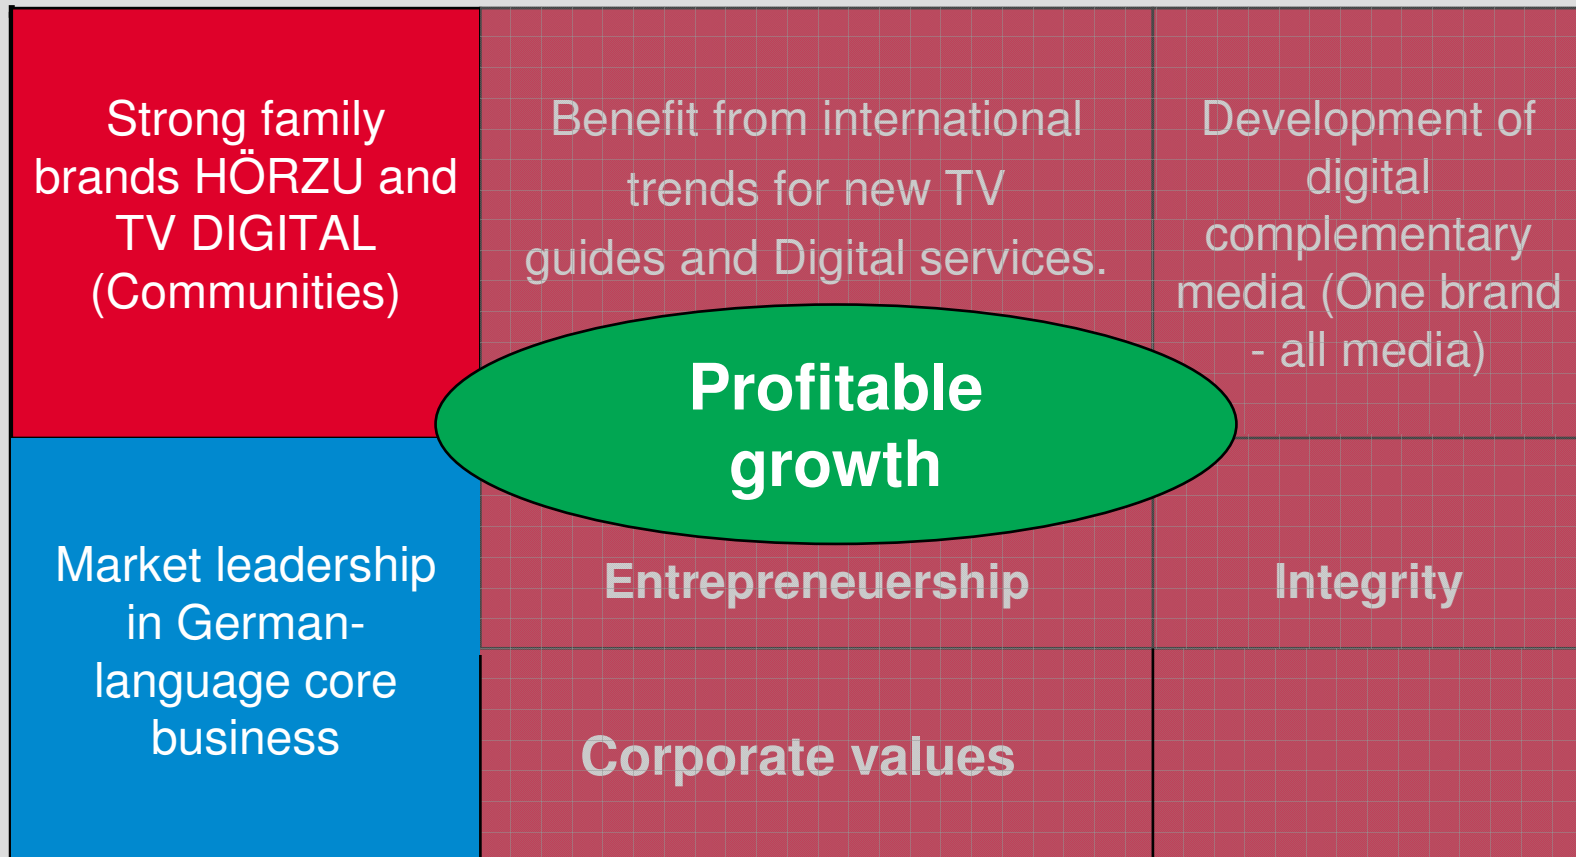 Strong family
brands HÖRZU and
TV DIGITAL
(Communities)
Benefit from international
trends for new TV
guides and Digital services.
Development of
digital
complementary
media (One brand
- all media)
Profitable
growth
Market leadership
in German-
language core
business
Entrepreneuership
Integrity
Corporate values